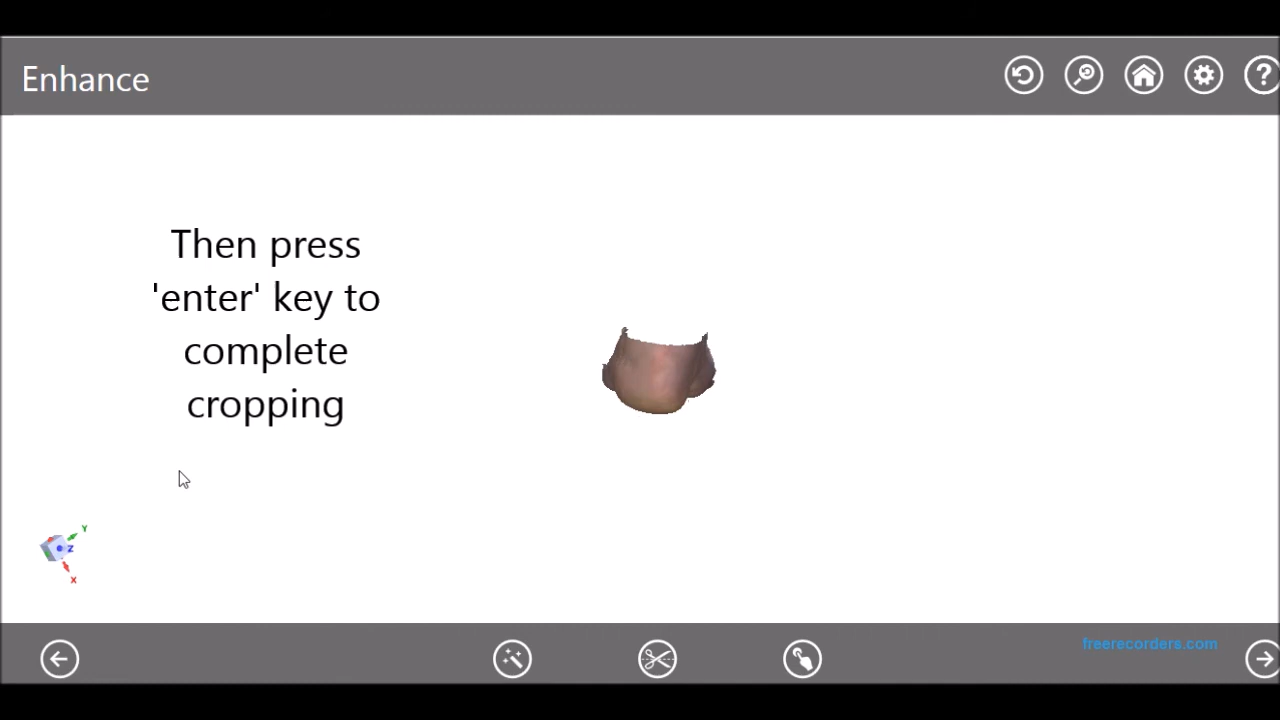 Enhance
?
Then press
'enter' key to
complete
cropping
Y
Z
X
freerecorders.com